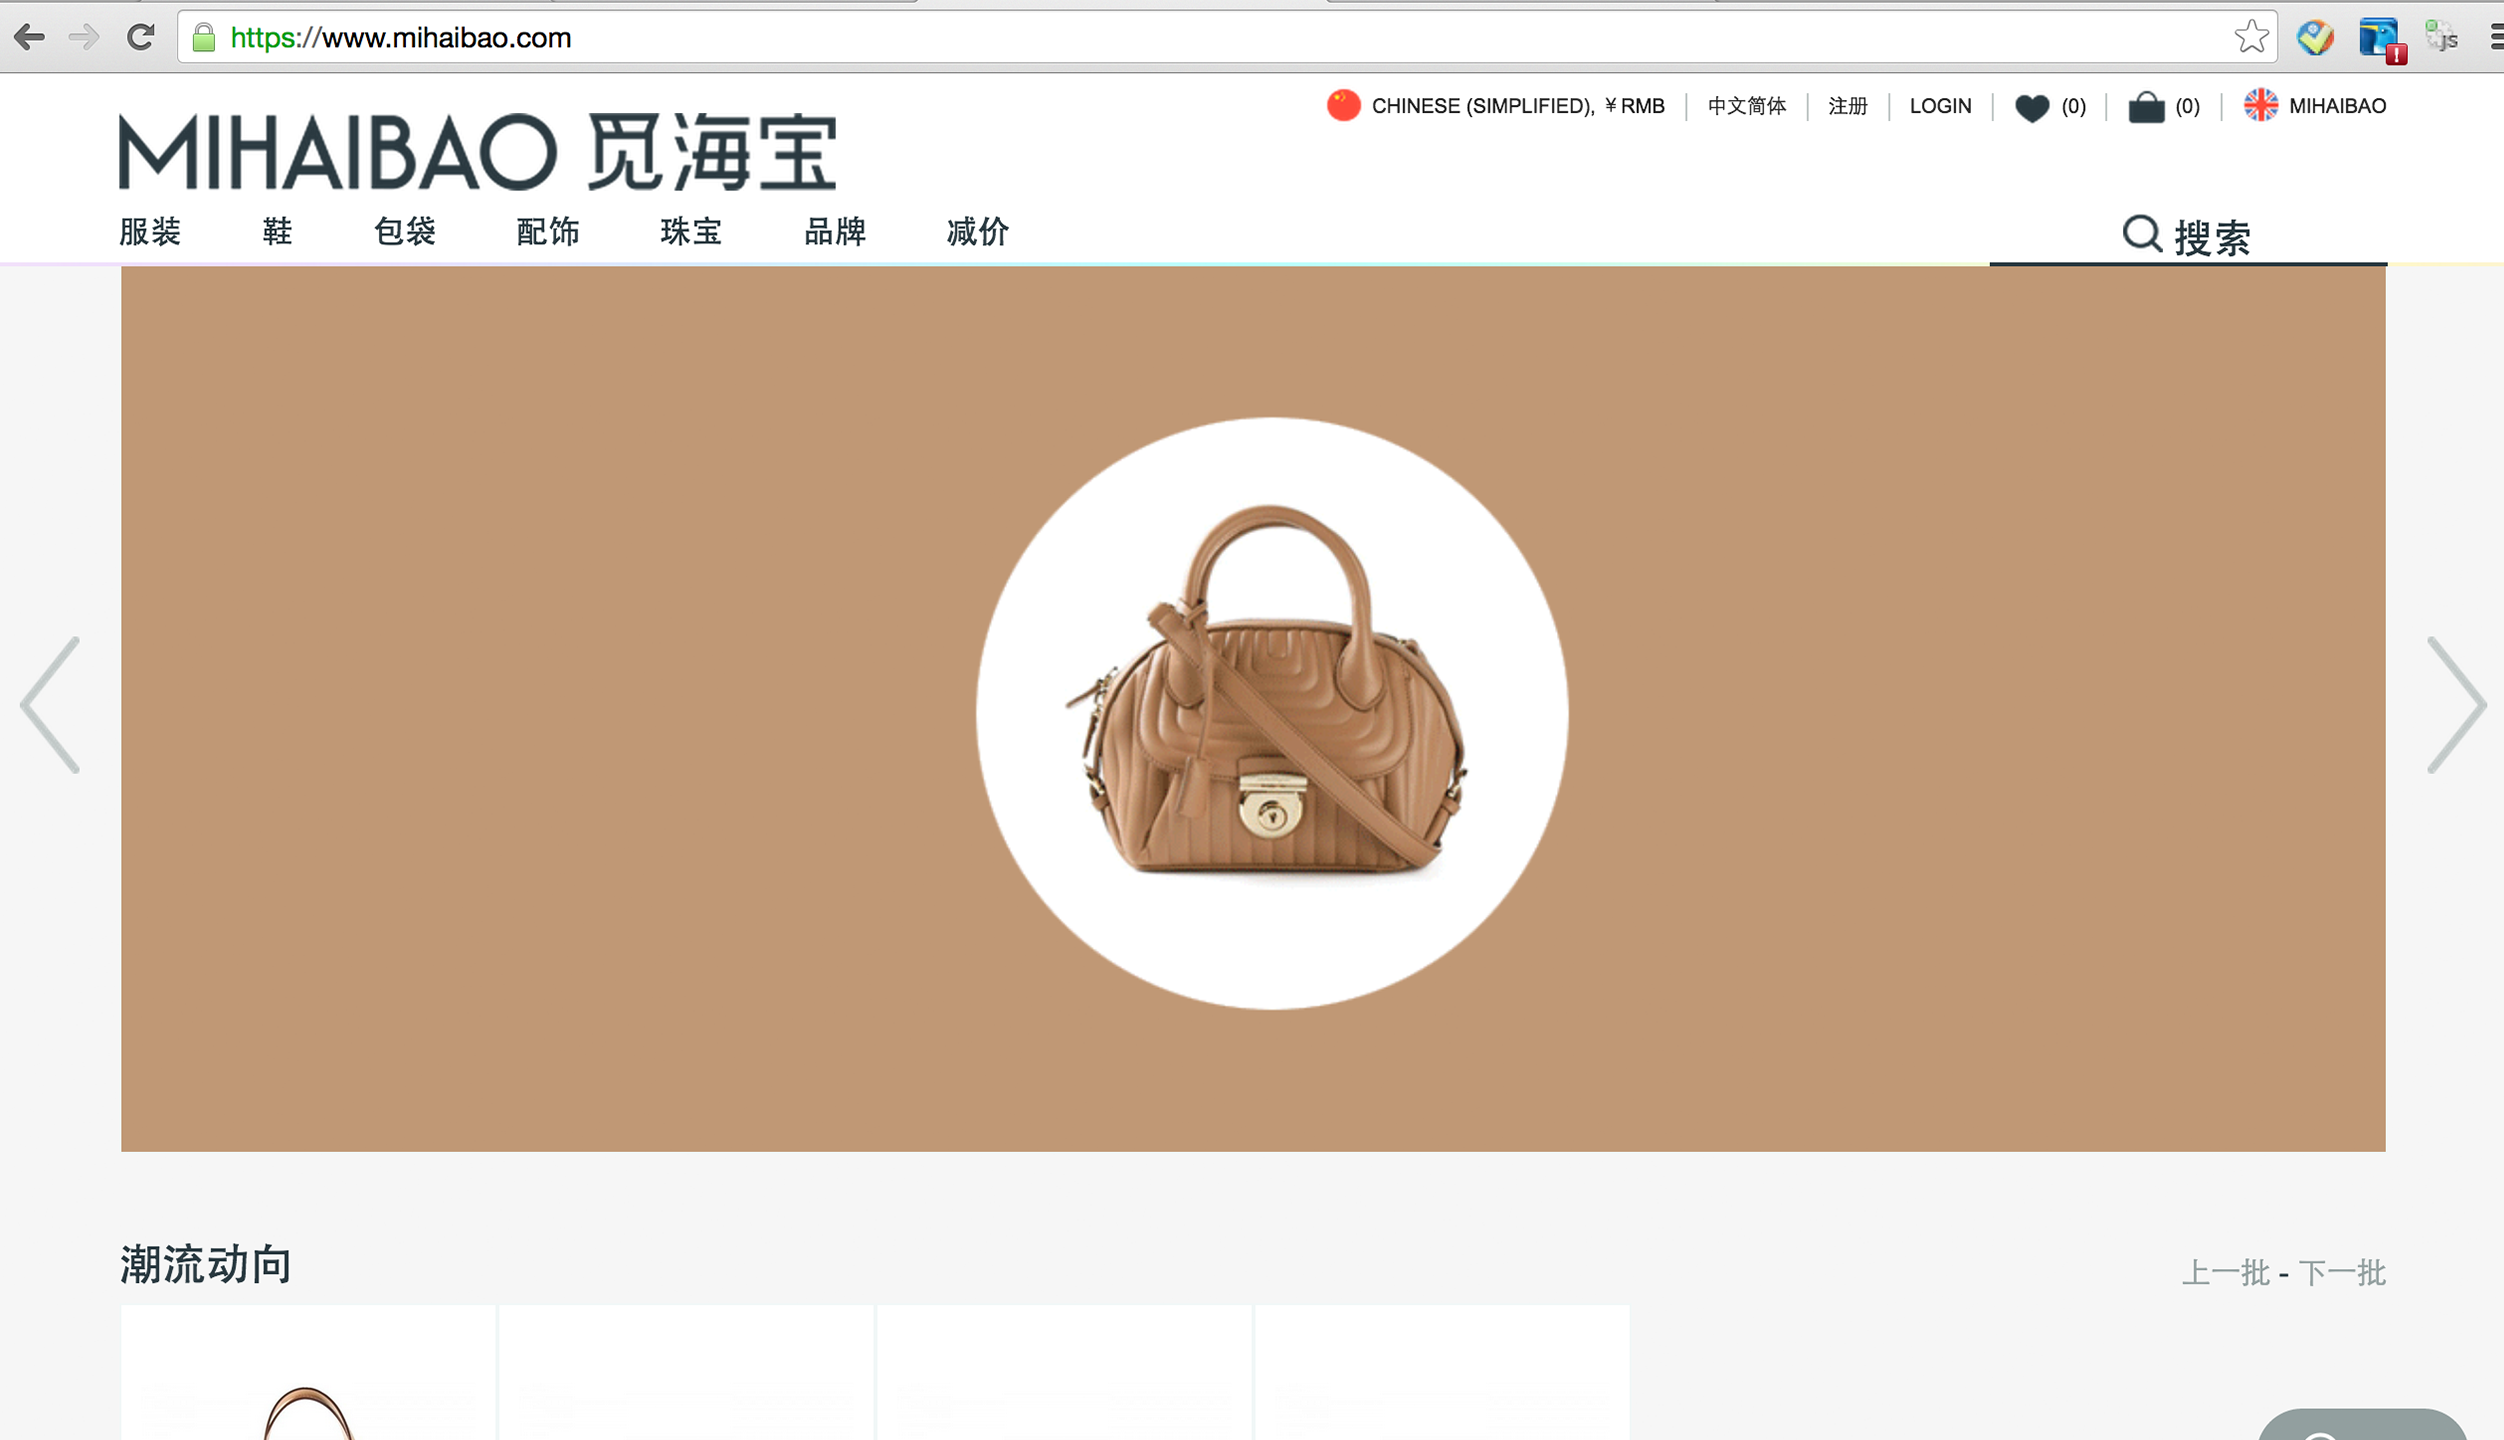 https://www.mihaibao.com
CHINESE (SIMPLIFIED), ¥ RMB 中文简体 注册 LOGIN (0) (0) MIHAIBAO
MIHAIBAO 觅海宝
服装 鞋 包袋 配饰 珠宝 品牌 减价 搜索
潮流动向
上一批 - 下一批